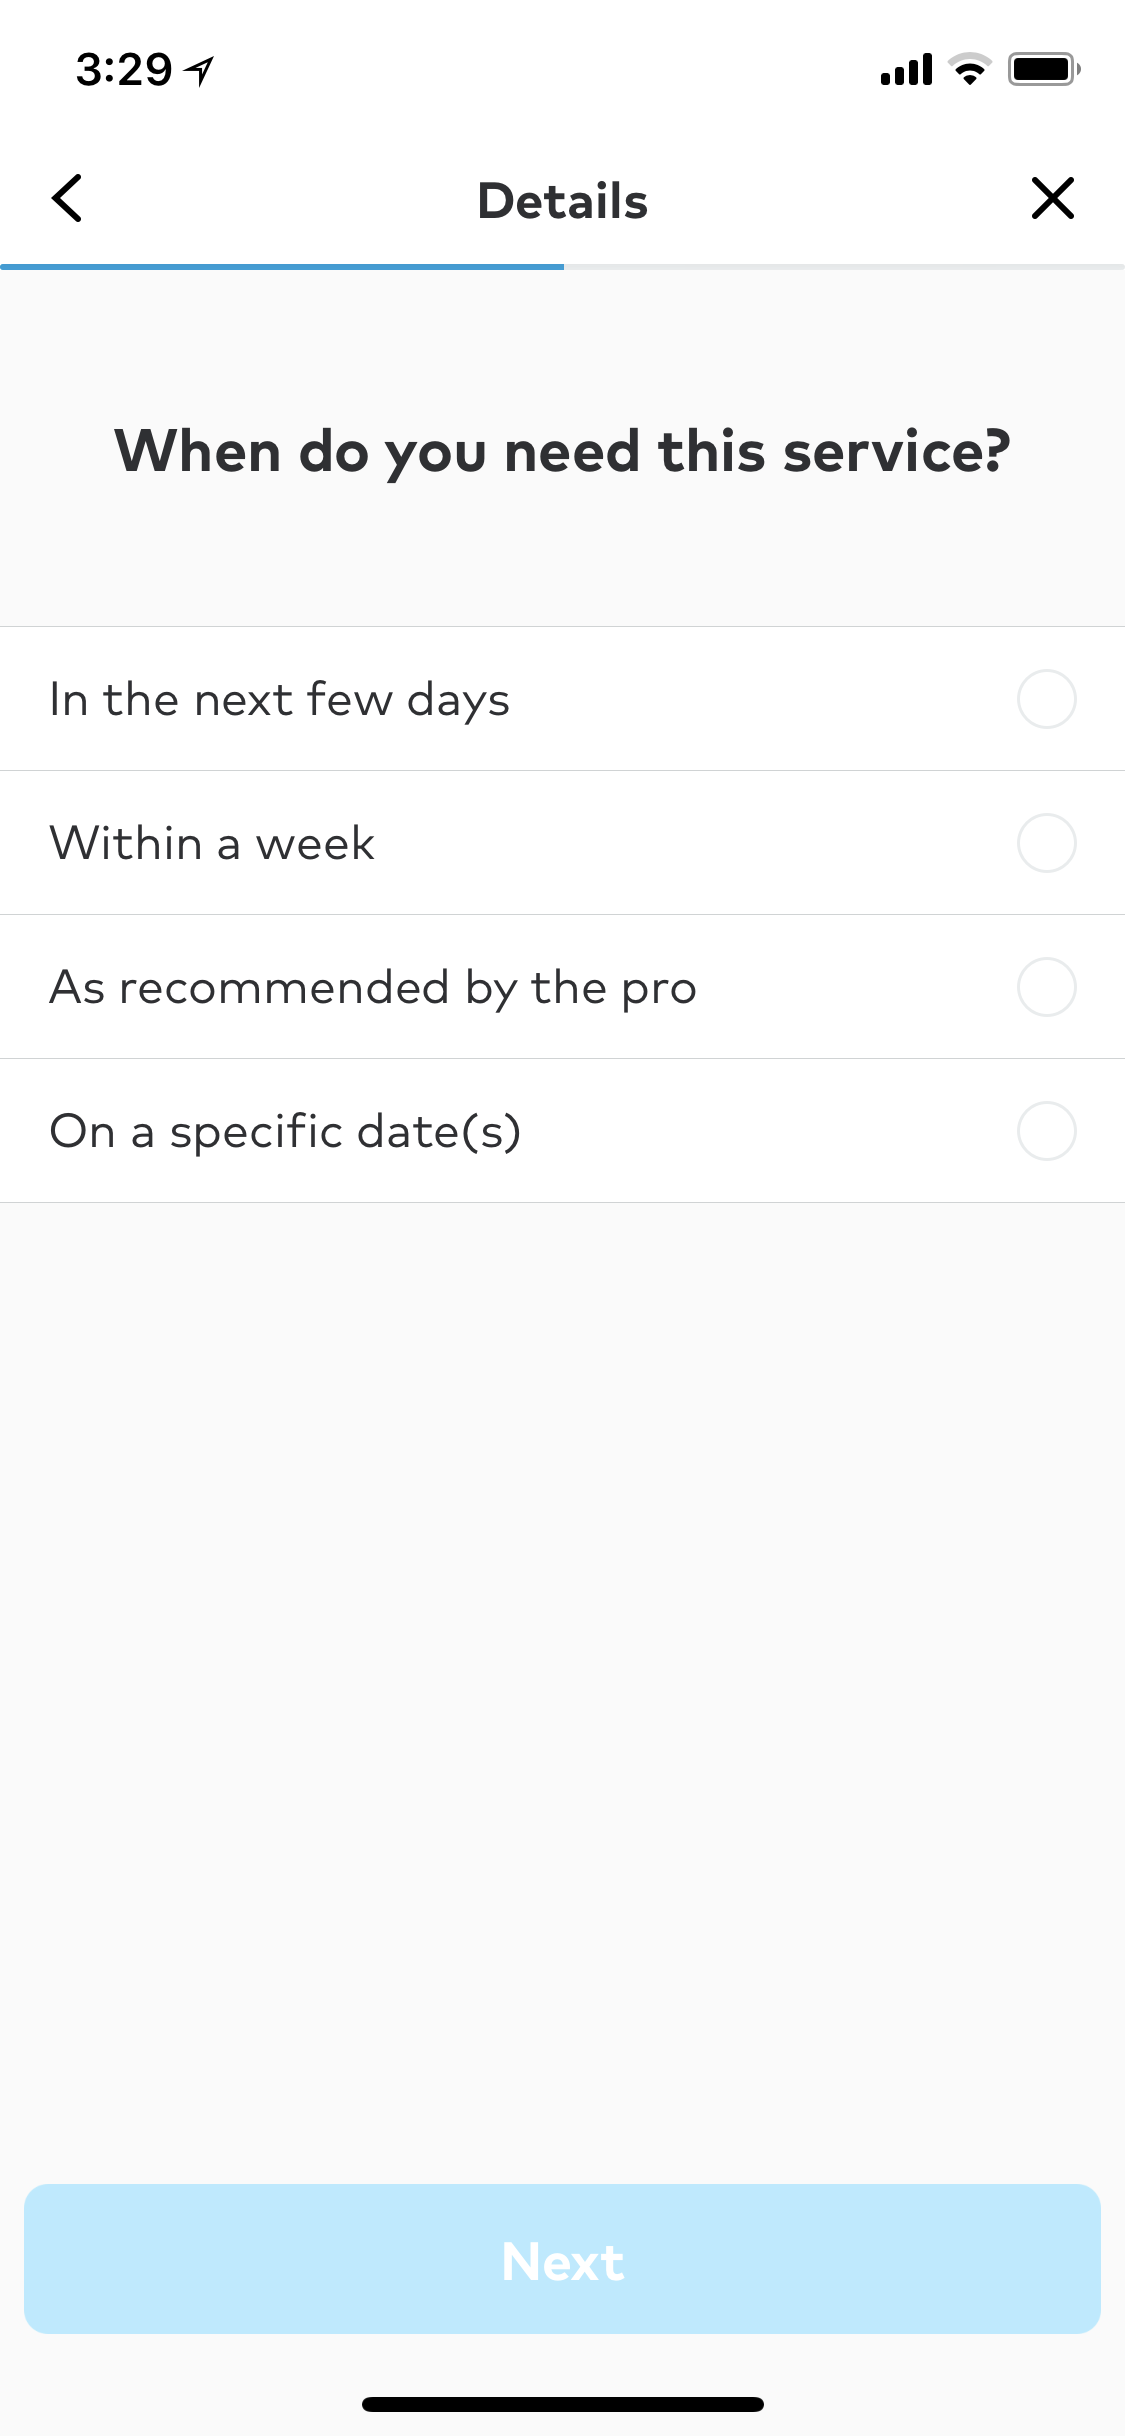 3:29
Details
When do you need this service?
In the next few days
Within a week
As recommended by the pro
On a specific date(s)
Next